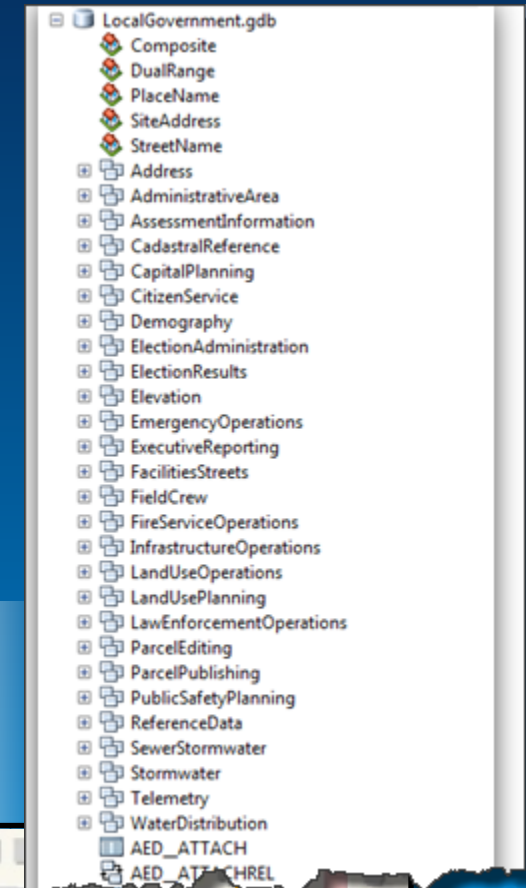 LocalGovernment.gdb
Composite
DualRange
PlaceName
SiteAddress
StreetName
Address
AdministrativeArea
AssessmentInformation
CadastralReference
CapitalPlanning
CitizenService
Demography
ElectionAdministration
ElectionResults
Elevation
EmergencyOperations
ExecutiveReporting
FacilitiesStreets
FieldCrew
FireServiceOperations
InfrastructureOperations
LandUseOperations
LandUsePlanning
LawEnforcementOperations
ParcelEditing
ParcelPublishing
PublicSafetyPlanning
ReferenceData
SewerStormwater
Stormwater
Telemetry
WaterDistribution
AED__ATTACH
AED__ATTACHREL